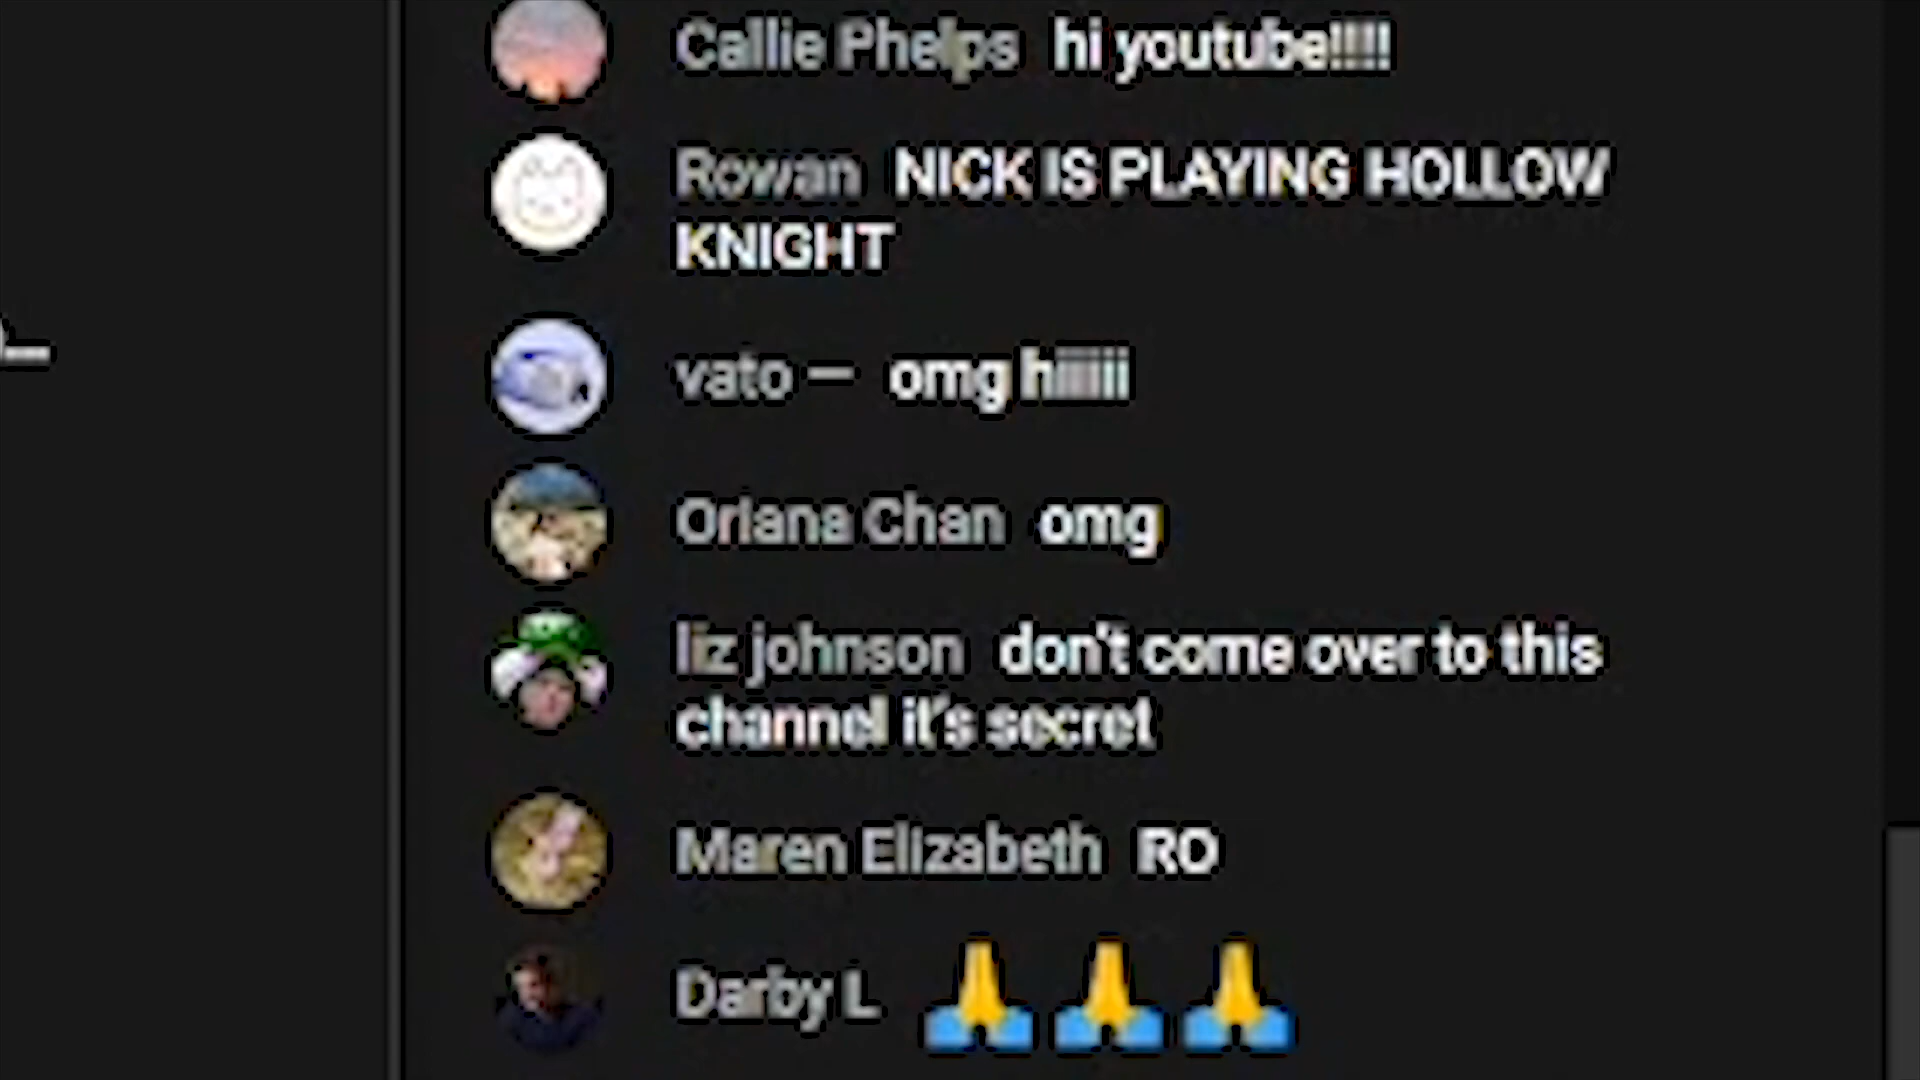 Callie Phelps hi youtube!!!!
Rowan NICK IS PLAYING HOLLOW
KNIGHT
vato — omg hiiiii
Oriana Chan omg
liz johnson don't come over to this
channel it's secret
Maren Elizabeth RO
Darby L 🙏🙏🙏